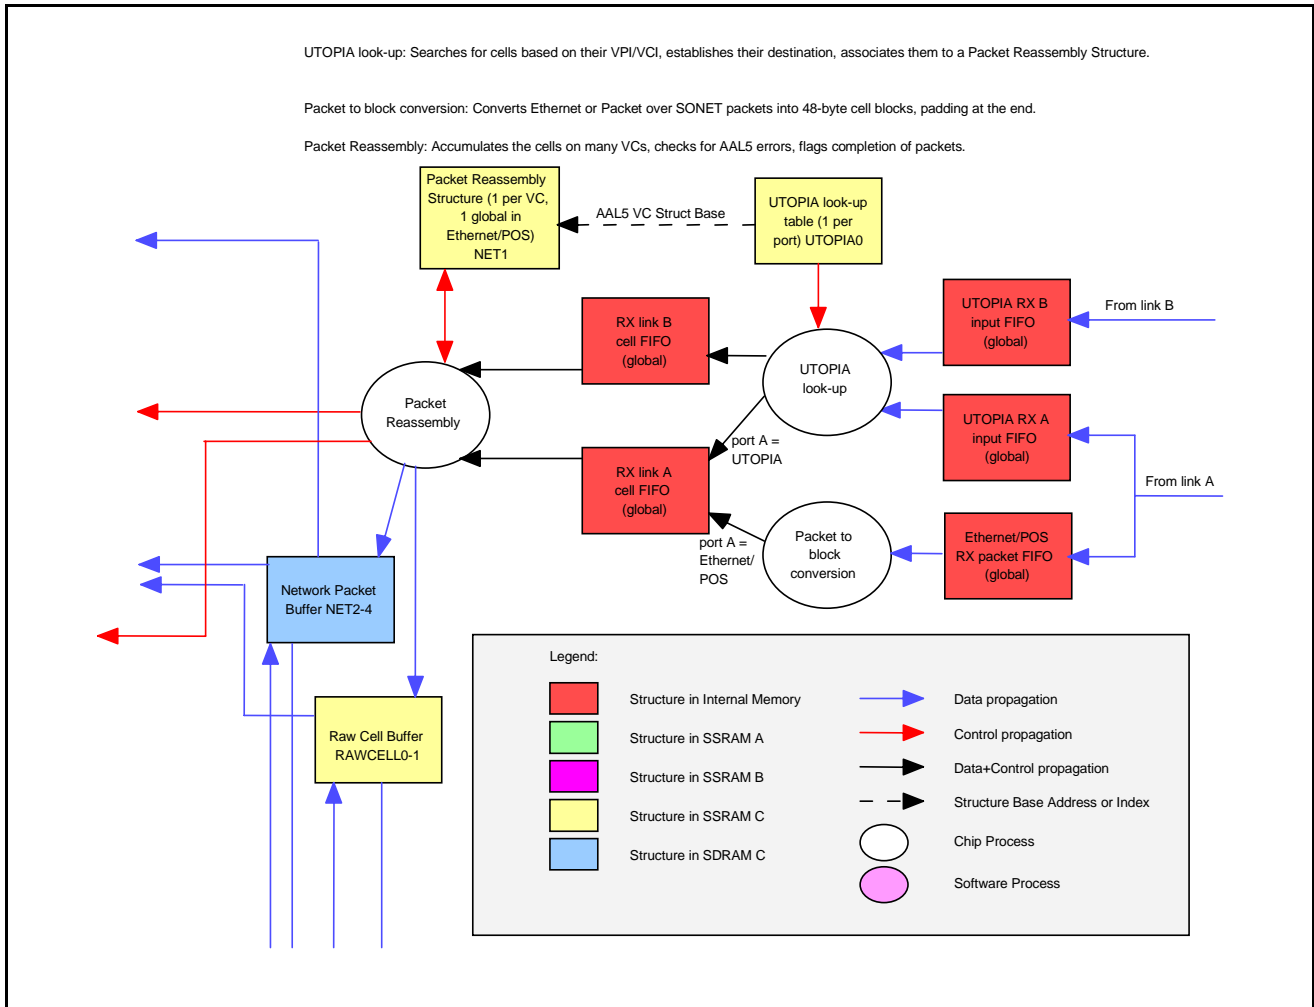 UTOPIA look-up: Searches for cells based on their VPI/VCI, establishes their destination, associates them to a Packet Reassembly Structure.
Packet to block conversion: Converts Ethernet or Packet over SONET packets into 48-byte cell blocks, padding at the end.
Packet Reassembly: Accumulates the cells on many VCs, checks for AAL5 errors, flags completion of packets.
Packet Reassembly
Structure (1 per VC,
1 global in
Ethernet/POS)
NET1
AAL5 VC Struct Base
UTOPIA look-up
table (1 per
port) UTOPIA0
RX link B
cell FIFO
(global)
UTOPIA RX B
input FIFO
(global)
From link B
UTOPIA
look-up
Packet
Reassembly
UTOPIA RX A
input FIFO
(global)
port A =
UTOPIA
RX link A
cell FIFO
(global)
From link A
port A =
Ethernet/
POS
Packet to
block
conversion
Ethernet/POS
RX packet FIFO
(global)
Network Packet
Buffer NET2-4
Raw Cell Buffer
RAWCELL0-1
Legend:
Structure in Internal Memory
Structure in SSRAM A
Structure in SSRAM B
Structure in SSRAM C
Structure in SDRAM C
Data propagation
Control propagation
Data+Control propagation
Structure Base Address or Index
Chip Process
Software Process